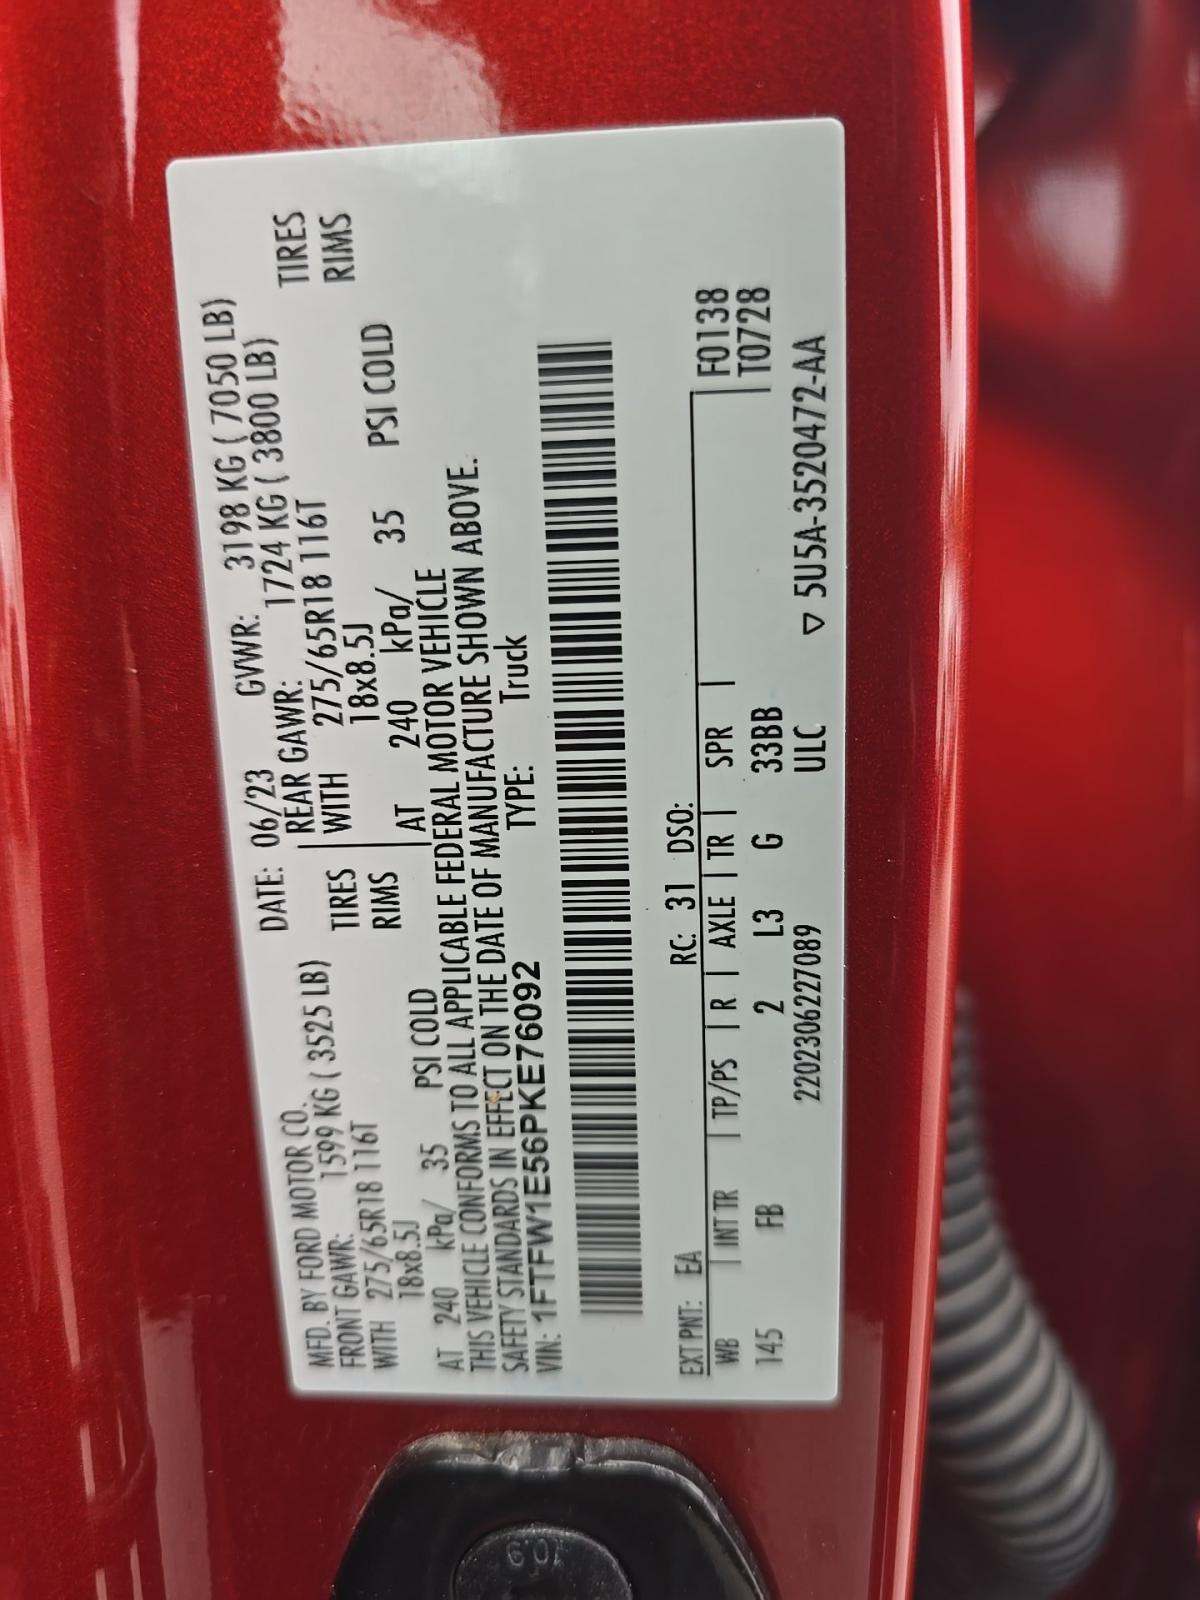 MFD. BY FORD MOTOR CO. DATE: 06/23 GVWR: 3198 KG ( 7050 LB)
FRONT GAWR: 1599 KG ( 3525 LB) REAR GAWR: 1724 KG ( 3800 LB)
WITH 275/65R18 116T TIRES WITH 275/65R18 116T TIRES
18x8.5J RIMS 18x8.5J RIMS
AT 240 kPa/ 35 PSI COLD AT 240 kPa/ 35 PSI COLD
THIS VEHICLE CONFORMS TO ALL APPLICABLE FEDERAL MOTOR VEHICLE
SAFETY STANDARDS IN EFFECT ON THE DATE OF MANUFACTURE SHOWN ABOVE.
VIN: 1FTFW1E56PKE76092 TYPE: Truck
EXT PNT: EA RC: 31 DSO:
WB | INT TR | TP/PS | R | AXLE | TR | SPR | F0138
145 FB 2 L3 G 33BB T0728
2202306227089 ULC ▽ 5U5A-3520472-AA
10.9